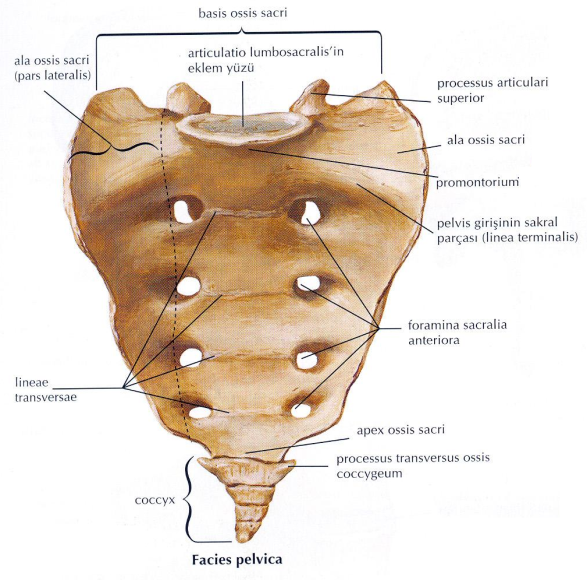 basis ossis sacri
articulatio lumbosacralis'in
eklem yüzü
ala ossis sacri
(pars lateralis)
processus articulari
superior
ala ossis sacri
promontorium
pelvis girişinin sakral
parçası (linea terminalis)
foramina sacralia
anteriora
lineae
transversae
apex ossis sacri
processus transversus ossis
coccygeum
coccyx
Facies pelvica